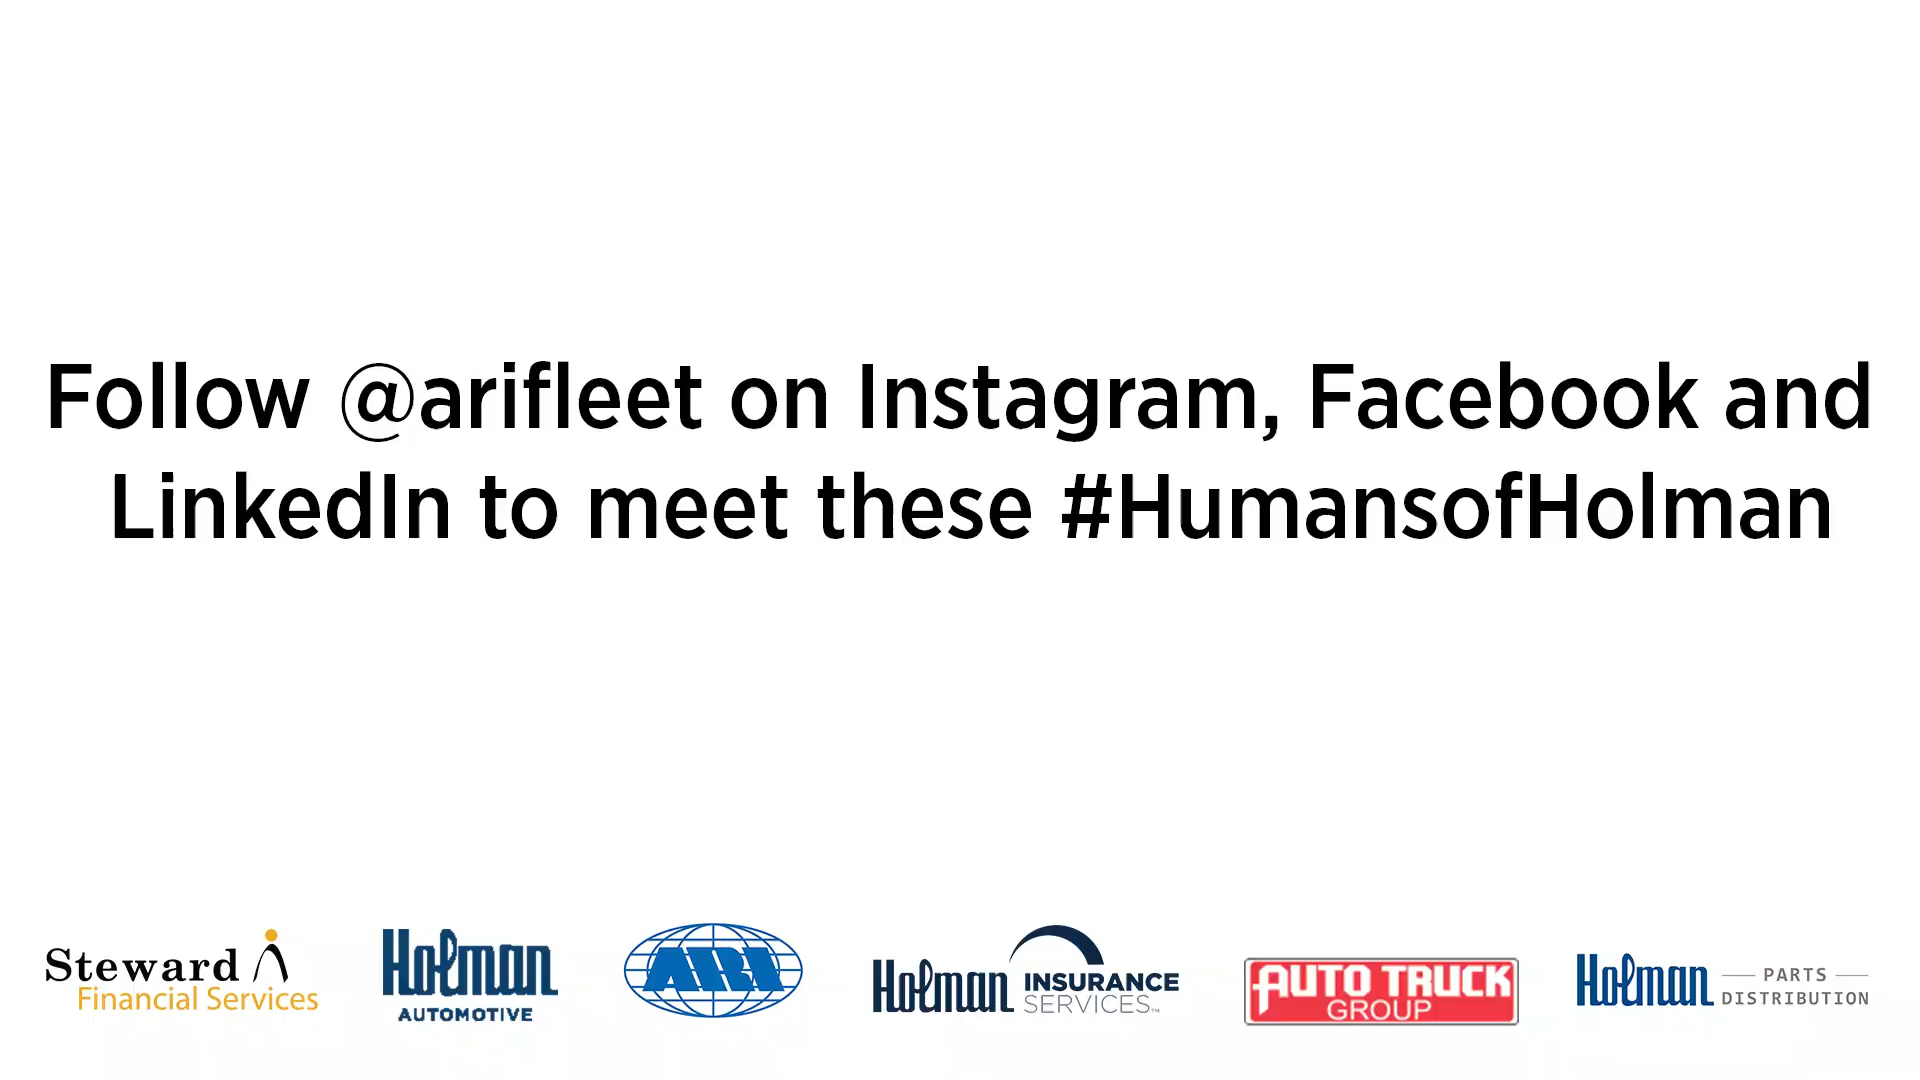 Follow @arifleet on Instagram, Facebook and
LinkedIn to meet these #HumansofHolman
Steward
Financial Services
Holman
AUTOMOTIVE
ARI
Holman INSURANCE
SERVICES™
AUTO TRUCK
GROUP
Holman PARTS
DISTRIBUTION